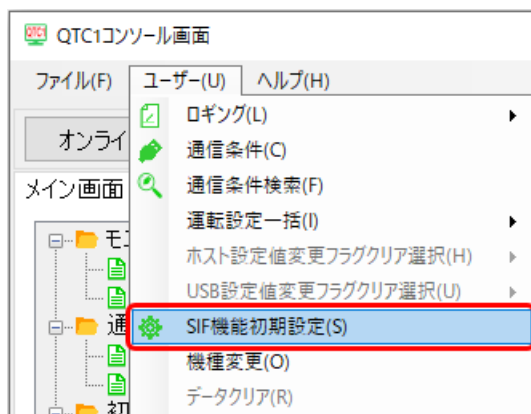 QTC1 QTC1コンソール画面
ファイル(F) ユーザー(U) ヘルプ(H)
オンライ
メイン画面
ロギング(L)
通信条件(C)
通信条件検索(F)
運転設定一括(I)
ホスト設定値変更フラグクリア選択(H)
USB設定値変更フラグクリア選択(U)
SIF機能初期設定(S)
機種変更(O)
データクリア(R)
モニ
通
初